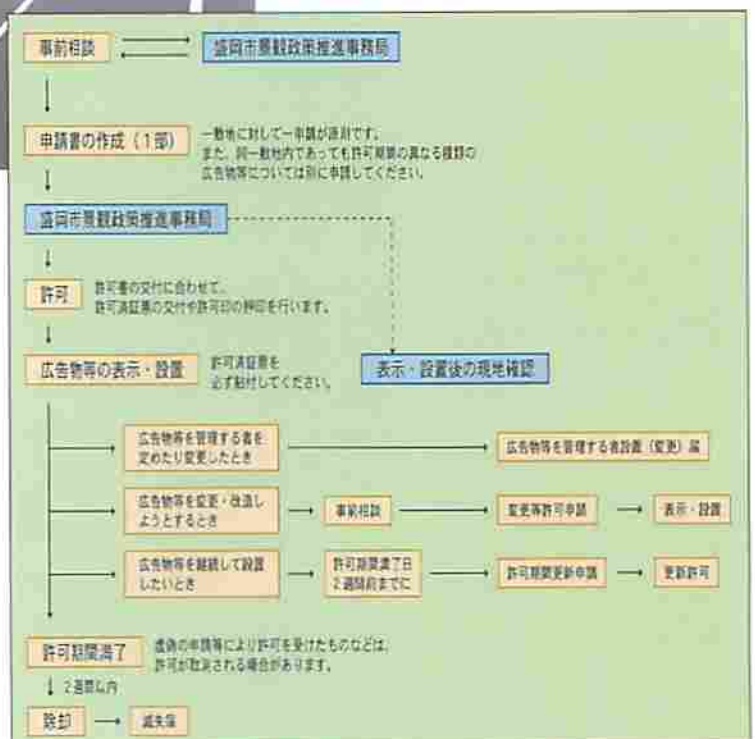 事前相談
盛岡市景観政策推進事務局
申請書の作成（１部）
一敷地に対して一申請が原則です。
また、同一敷地内であっても許可期間の異なる種類の
広告物等については別に申請してください。
盛岡市景観政策推進事務局
許可
許可書の交付に合わせて、
許可済証票の交付や許可印の押印を行います。
広告物等の表示・設置
許可済証票を
必ず貼付してください。
表示・設置後の現地確認
広告物等を管理する者を
定めたり変更したとき
広告物等を管理する者設置（変更）届
広告物等を変更・改造し
ようとするとき
事前相談
変更等許可申請
表示・設置
広告物等を継続して設置
したいとき
許可期間満了日
２週間前までに
許可期間更新申請
更新許可
許可期間満了
虚偽の申請等により許可を受けたものなどは、
許可が取消される場合があります。
２週間以内
除却
滅失届